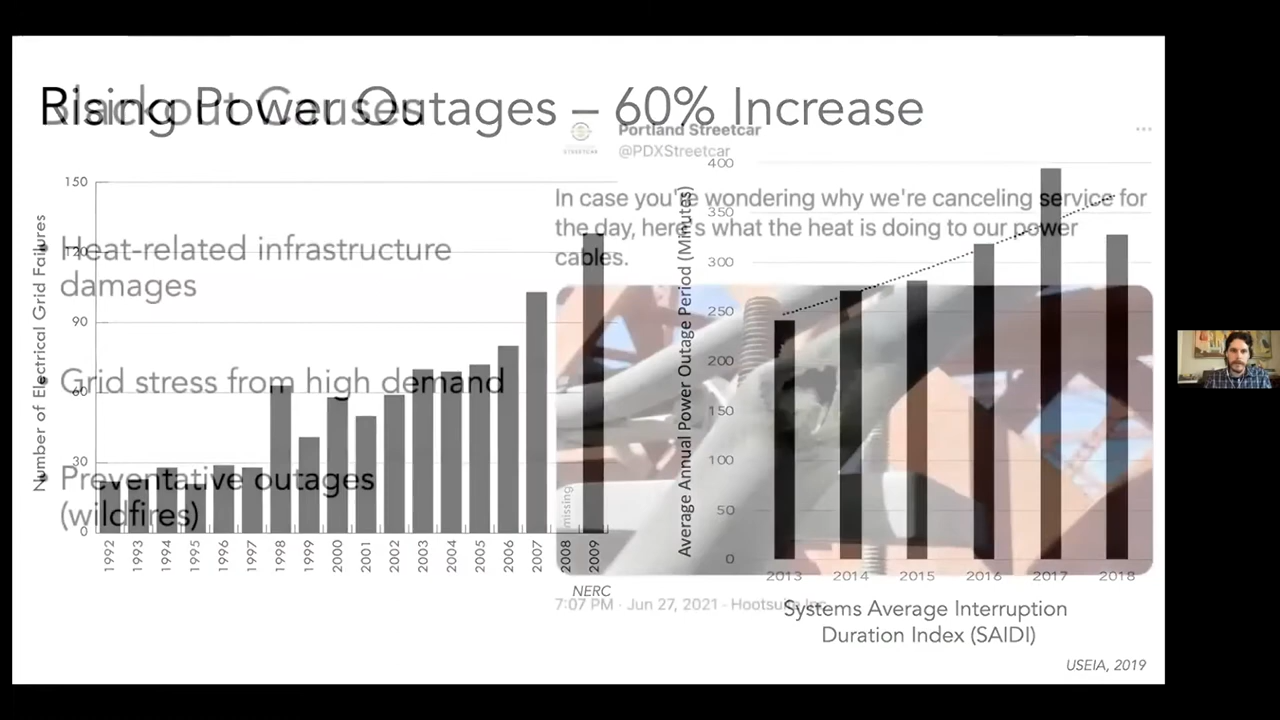 Rising Power Outages – 60% Increase
Blackout Causes
Portland Streetcar
@PDXStreetcar
In case you're wondering why we're canceling service for
the day, here's what the heat is doing to our power
cables.
7:07 PM · Jun 27, 2021 · Hootsuite Inc.
Heat-related infrastructure
damages
Grid stress from high demand
Preventative outages
(wildfires)
Number of Electrical Grid Failures
150
120
90
60
30
0
missing
1992 1993 1994 1995 1996 1997 1998 1999 2000 2001 2002 2003 2004 2005 2006 2007 2008 2009
NERC
Average Annual Power Outage Period (Minutes)
400
350
300
250
200
150
100
50
0
2013 2014 2015 2016 2017 2018
Systems Average Interruption
Duration Index (SAIDI)
USEIA, 2019